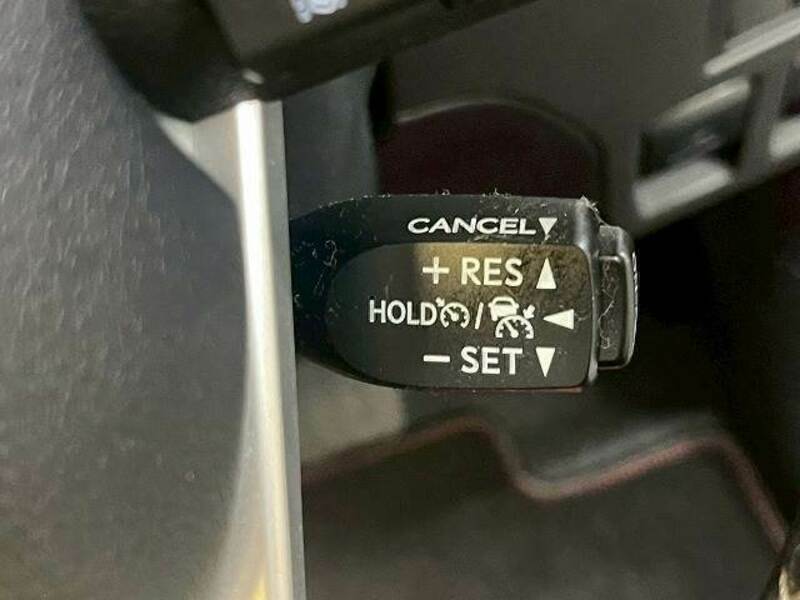 CANCEL▼
+ RES ▲
HOLD / ◀
− SET ▼